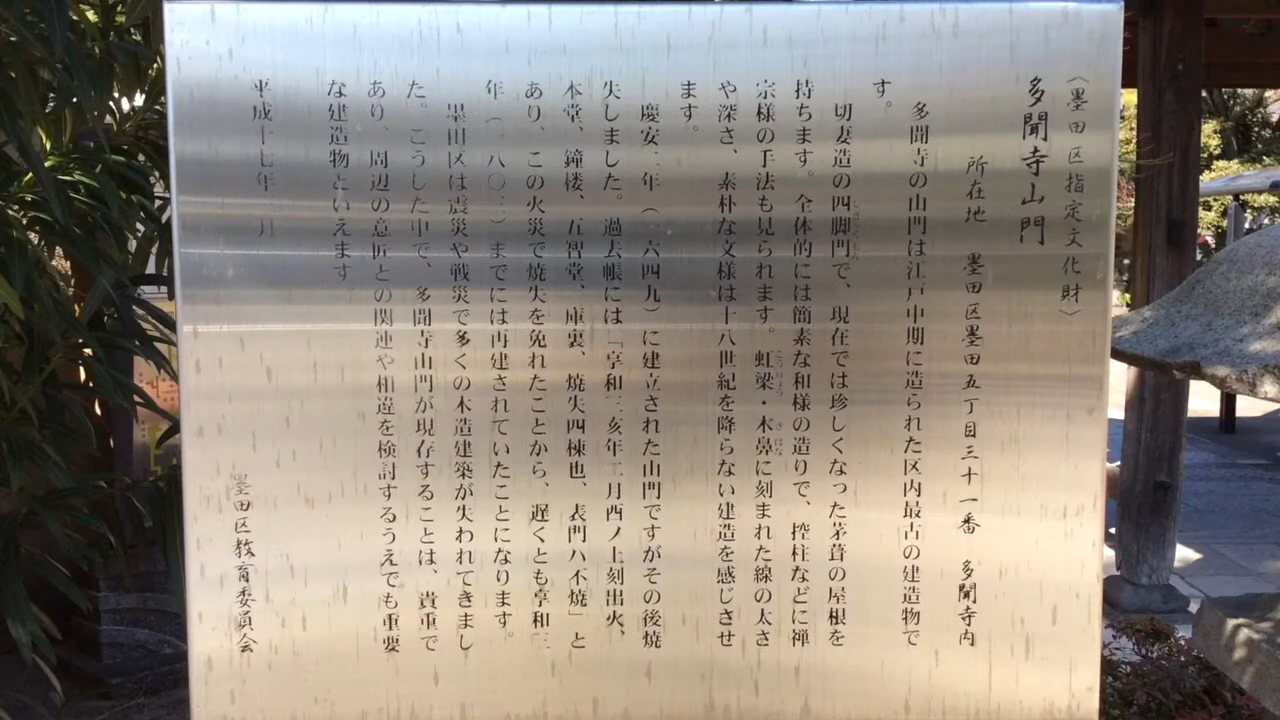 〈墨田区指定文化財〉
多聞寺山門
所在地 墨田区墨田五丁目三十一番 多聞寺内
多聞寺の山門は江戸中期に造られた区内最古の建造物で
す。
切妻造の四脚門で、現在では珍しくなった茅葺の屋根を
持ちます。全体的には簡素な和様の造りで、控柱などに禅
宗様の手法も見られます。虹梁・木鼻に刻まれた線の太さ
や深さ、素朴な文様は十八世紀を降らない建造を感じさせ
ます。
慶安二年(一六四九)に建立された山門ですがその後焼
失しました。過去帳には「享和三亥年二月酉ノ上刻出火、
本堂、鐘楼、五智堂、庫裏、焼失四棟也、表門ハ不焼」と
あり、この火災で焼失を免れたことから、遅くとも享和三
年(一八〇三)までには再建されていたことになります。
墨田区は震災や戦災で多くの木造建築が失われてきまし
た。こうした中で、多聞寺山門が現存することは、貴重で
あり、周辺の意匠との関連や相違を検討するうえでも重要
な建造物といえます。
平成十七年 月
墨田区教育委員会